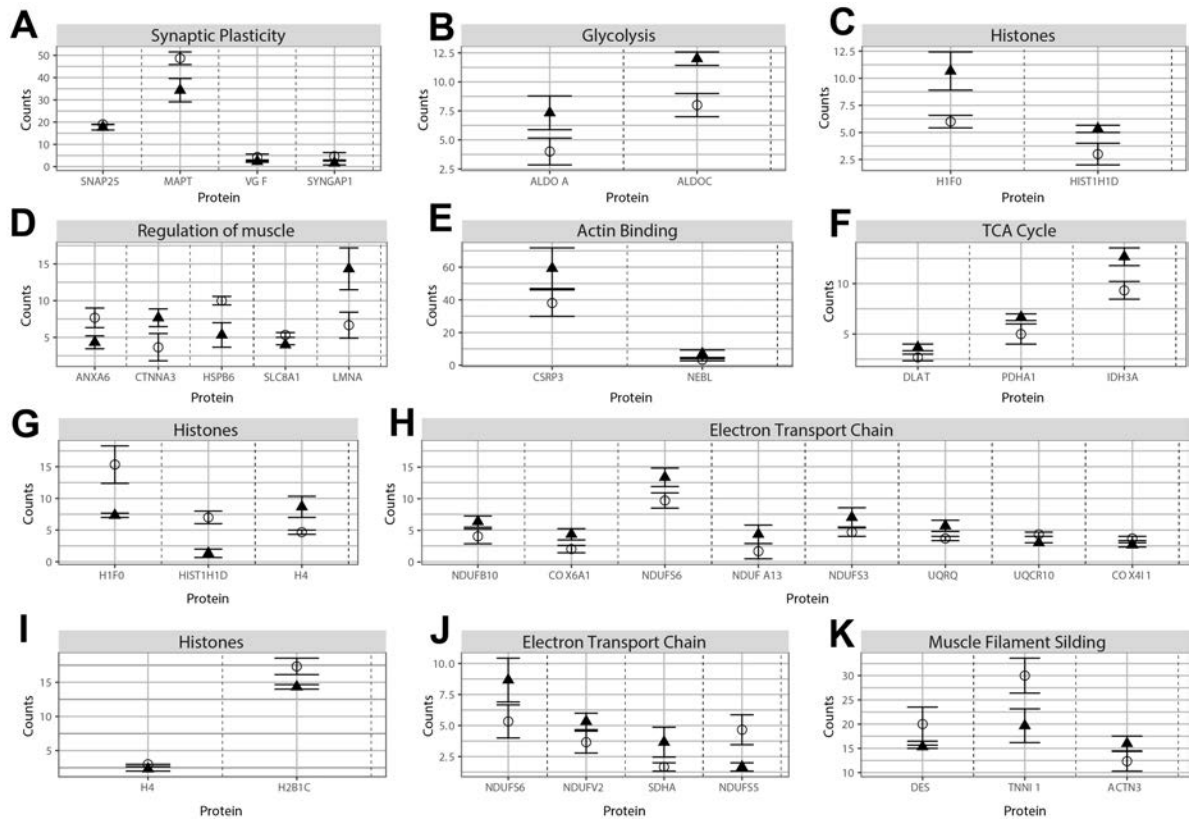 A
Synaptic Plasticity
50
40
30
20
10
0
Counts
SNAP25 MAPT VG F SYNGAP1
Protein
B
Glycolysis
12.5
10.0
7.5
5.0
2.5
Counts
ALDO A ALDOC
Protein
C
Histones
12.5
10.0
7.5
5.0
2.5
Counts
H1F0 HIST1H1D
Protein
D
Regulation of muscle
15
10
5
Counts
ANXA6 CTNNA3 HSPB6 SLC8A1 LMNA
Protein
E
Actin Binding
60
40
20
0
Counts
CSRP3 NEBL
Protein
F
TCA Cycle
10
5
Counts
DLAT PDHA1 IDH3A
Protein
G
Histones
15
10
5
0
Counts
H1F0 HIST1H1D H4
Protein
H
Electron Transport Chain
15
10
5
0
Counts
NDUFB10 CO X6A1 NDUFS6 NDUF A13 NDUFS3 UQRQ UQCR10 CO X4I 1
Protein
I
Histones
15
10
5
Counts
H4 H2B1C
Protein
J
Electron Transport Chain
10.0
7.5
5.0
2.5
Counts
NDUFS6 NDUFV2 SDHA NDUFS5
Protein
K
Muscle Filament Silding
30
25
20
15
10
Counts
DES TNNI 1 ACTN3
Protein